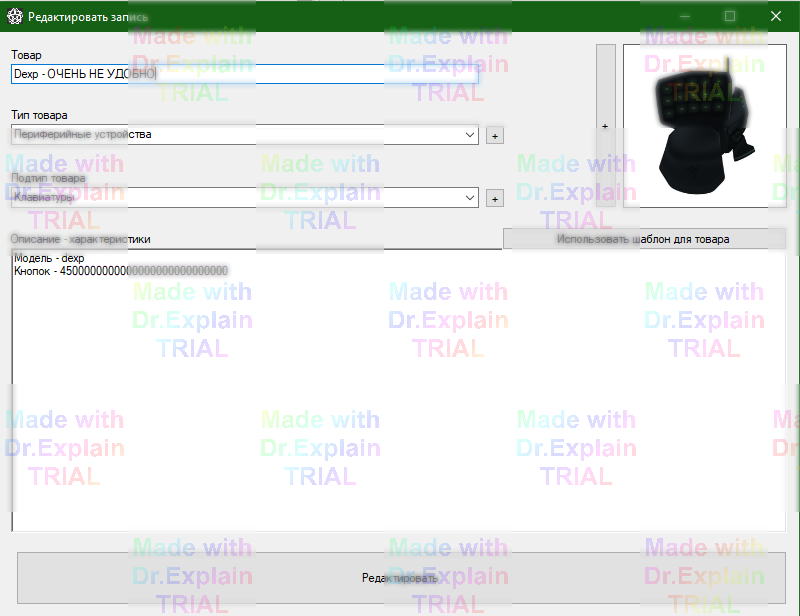 Редактировать запись
Товар
Dexp - ОЧЕНЬ НЕ УДОБНО
Тип товара
Периферийные устройства
+
+
Подтип товара
Клавиатуры
+
Описание - характеристики
Использовать шаблон для товара
Модель - dexp
Кнопок -
Редактировать
Made with
Dr.Explain
TRIAL
Made with
Dr.Explain
TRIAL
Made with
Dr.Explain
TRIAL
Made with
Dr.Explain
TRIAL
Made with
Dr.Explain
TRIAL
Made with
Dr.Explain
TRIAL
Made with
Dr.Explain
TRIAL
Made with
Dr.Explain
TRIAL
Made with
Dr.Explain
TRIAL
Made with
Dr.Explain
TRIAL
Made with
Dr.Explain
TRIAL
Made with
Dr.Explain
TRIAL
Made with
Dr.Explain
TRIAL
Made with
Dr.Explain
TRIAL
Made with
Dr.Explain
TRIAL